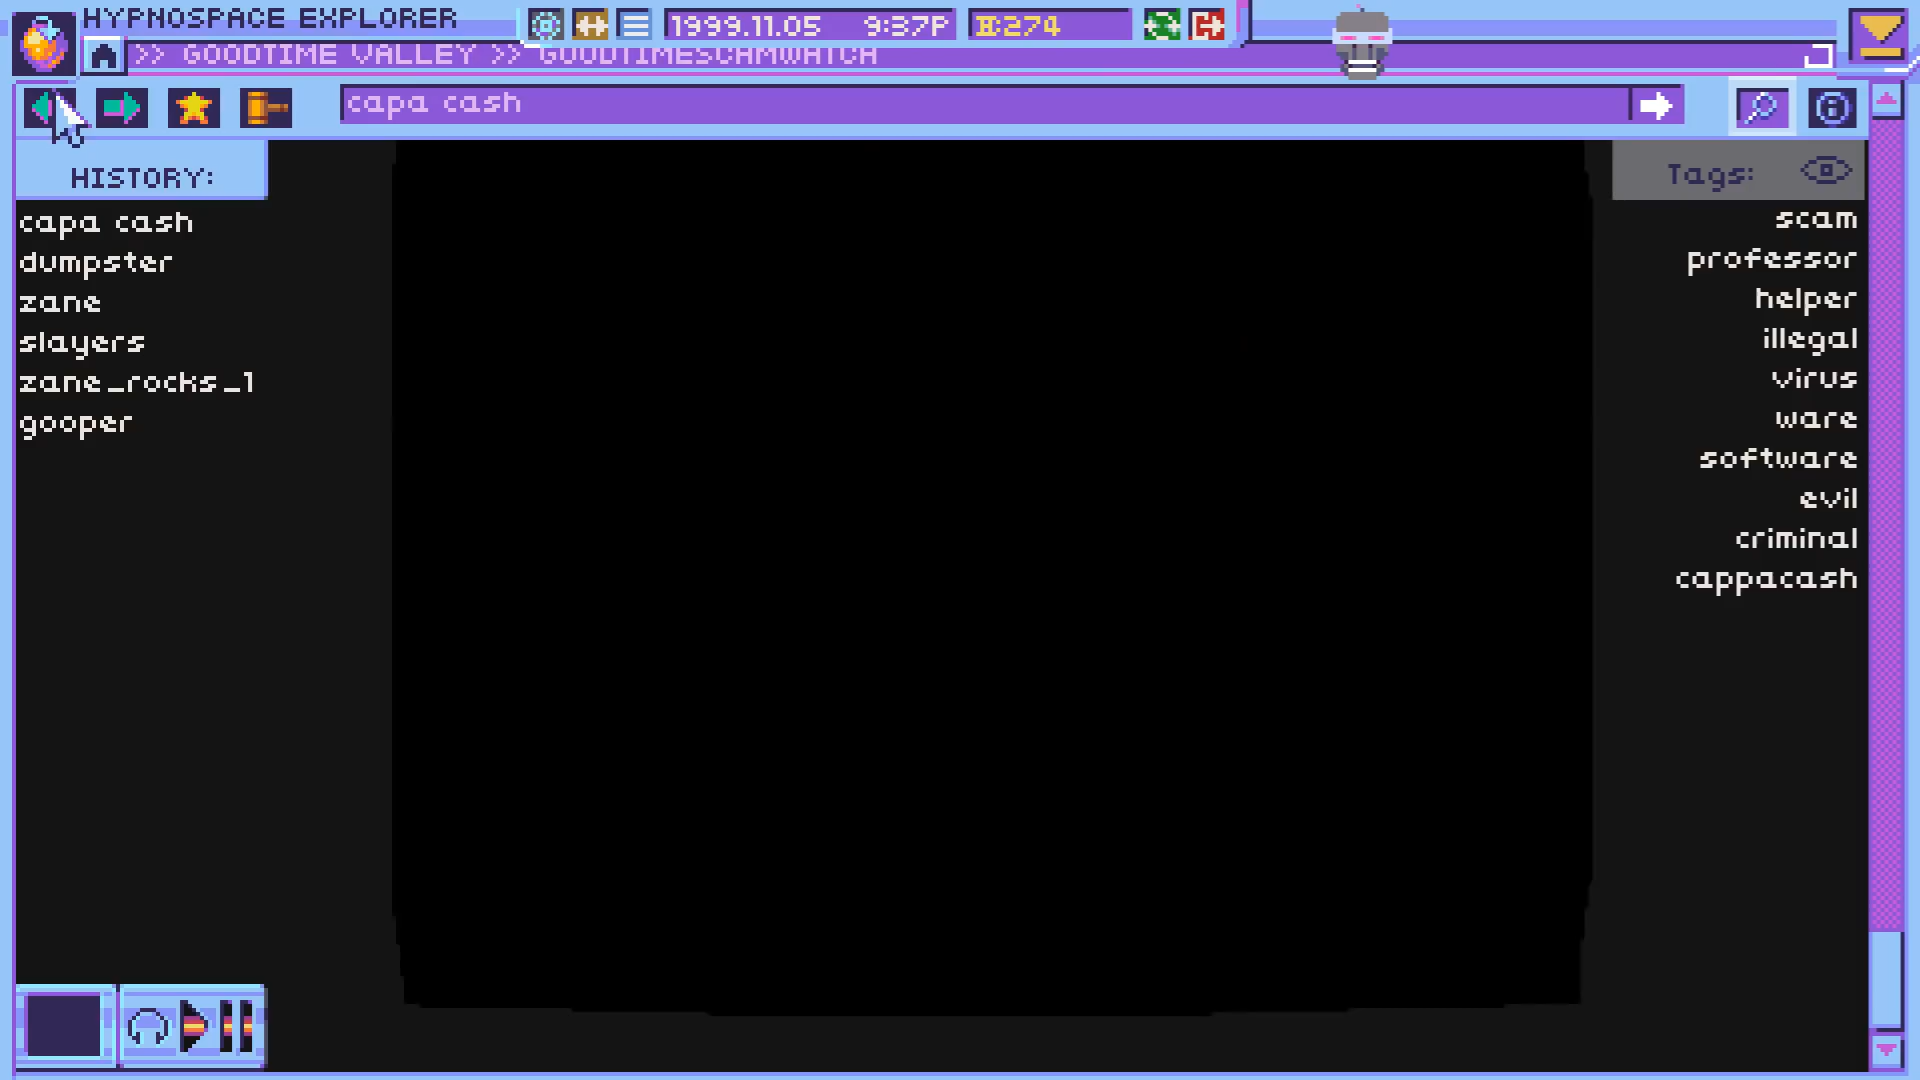 HYPNOSPACE EXPLORER
1999.11.05 9:37P
274
>> GOODTIME VALLEY >> GOODTIMESCAMWATCH
capa cash
HISTORY:
capa cash
dumpster
zane
slayers
zane_rocks_1
gooper
Tags:
scam
professor
helper
illegal
virus
ware
software
evil
criminal
cappacash